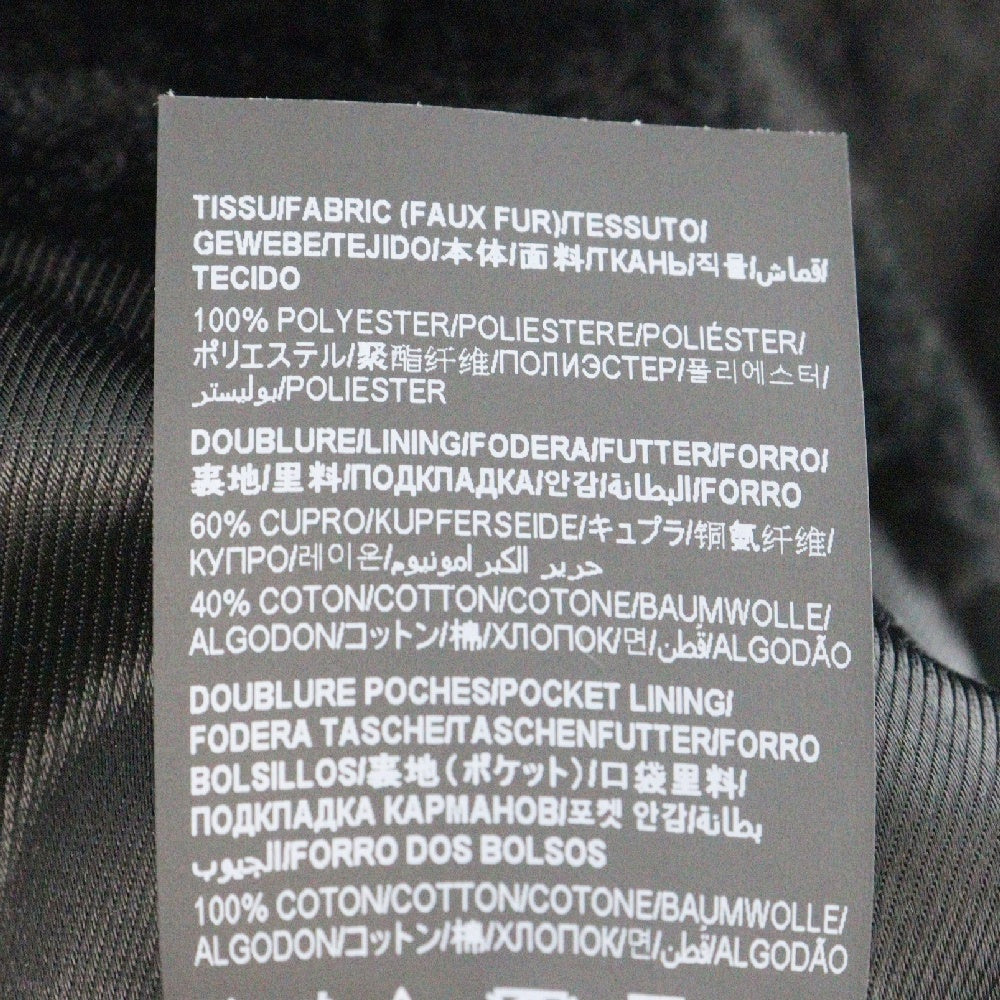 TISSU/FABRIC (FAUX FUR)/TESSUTO/
GEWEBE/TEJIDO/本体/面料/ТКАНЬ/직물/قماش/
TECIDO
100% POLYESTER/POLIESTERE/POLIÉSTER/
ポリエステル/聚酯纤维/ПОЛИЭСТЕР/폴리에스터/
بوليستر/POLIESTER
DOUBLURE/LINING/FODERA/FUTTER/FORRO/
裏地/里料/ПОДКЛАДКА/안감/البطانة/FORRO
60% CUPRO/KUPFERSEIDE/キュプラ/铜氨纤维/
КУПРО/레이온/حرير الكبرامونيوم
40% COTON/COTTON/COTONE/BAUMWOLLE/
ALGODON/コットン/棉/ХЛОПОК/면/قطن/ALGODÃO
DOUBLURE POCHES/POCKET LINING/
FODERA TASCHE/TASCHENFUTTER/FORRO
BOLSILLOS/裏地(ポケット)/口袋里料/
ПОДКЛАДКА КАРМАНОВ/포켓 안감/بطانة
الجيوب/FORRO DOS BOLSOS
100% COTON/COTTON/COTONE/BAUMWOLLE/
ALGODON/コットン/棉/ХЛОПОК/면/قطن/ALGODÃO